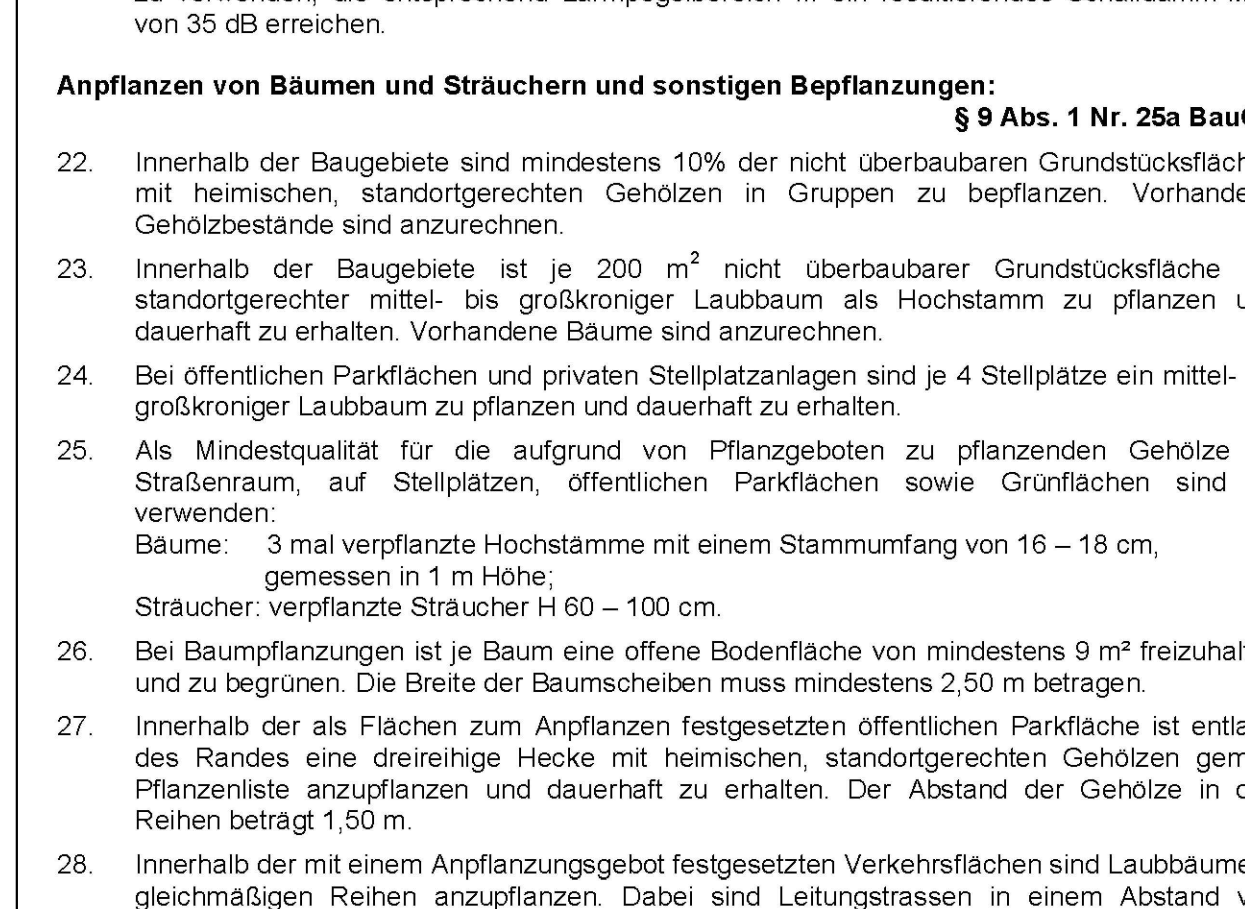 von 35 dB erreichen.
Anpflanzen von Bäumen und Sträuchern und sonstigen Bepflanzungen:
§ 9 Abs. 1 Nr. 25a Bau
22. Innerhalb der Baugebiete sind mindestens 10% der nicht überbaubaren Grundstücksfläch
mit heimischen, standortgerechten Gehölzen in Gruppen zu bepflanzen. Vorhande
Gehölzbestände sind anzurechnen.
23. Innerhalb der Baugebiete ist je 200 m² nicht überbaubarer Grundstücksfläche
standortgerechter mittel- bis großkroniger Laubbaum als Hochstamm zu pflanzen u
dauerhaft zu erhalten. Vorhandene Bäume sind anzurechnen.
24. Bei öffentlichen Parkflächen und privaten Stellplatzanlagen sind je 4 Stellplätze ein mittel-
großkroniger Laubbaum zu pflanzen und dauerhaft zu erhalten.
25. Als Mindestqualität für die aufgrund von Pflanzgeboten zu pflanzenden Gehölze
Straßenraum, auf Stellplätzen, öffentlichen Parkflächen sowie Grünflächen sind
verwenden:
Bäume: 3 mal verpflanzte Hochstämme mit einem Stammumfang von 16 – 18 cm,
gemessen in 1 m Höhe;
Sträucher: verpflanzte Sträucher H 60 – 100 cm.
26. Bei Baumpflanzungen ist je Baum eine offene Bodenfläche von mindestens 9 m² freizuhalt
und zu begrünen. Die Breite der Baumscheiben muss mindestens 2,50 m betragen.
27. Innerhalb der als Flächen zum Anpflanzen festgesetzten öffentlichen Parkfläche ist entla
des Randes eine dreireihige Hecke mit heimischen, standortgerechten Gehölzen gem
Pflanzenliste anzupflanzen und dauerhaft zu erhalten. Der Abstand der Gehölze in d
Reihen beträgt 1,50 m.
28. Innerhalb der mit einem Anpflanzungsgebot festgesetzten Verkehrsflächen sind Laubbäume
gleichmäßigen Reihen anzupflanzen. Dabei sind Leitungstrassen in einem Abstand v